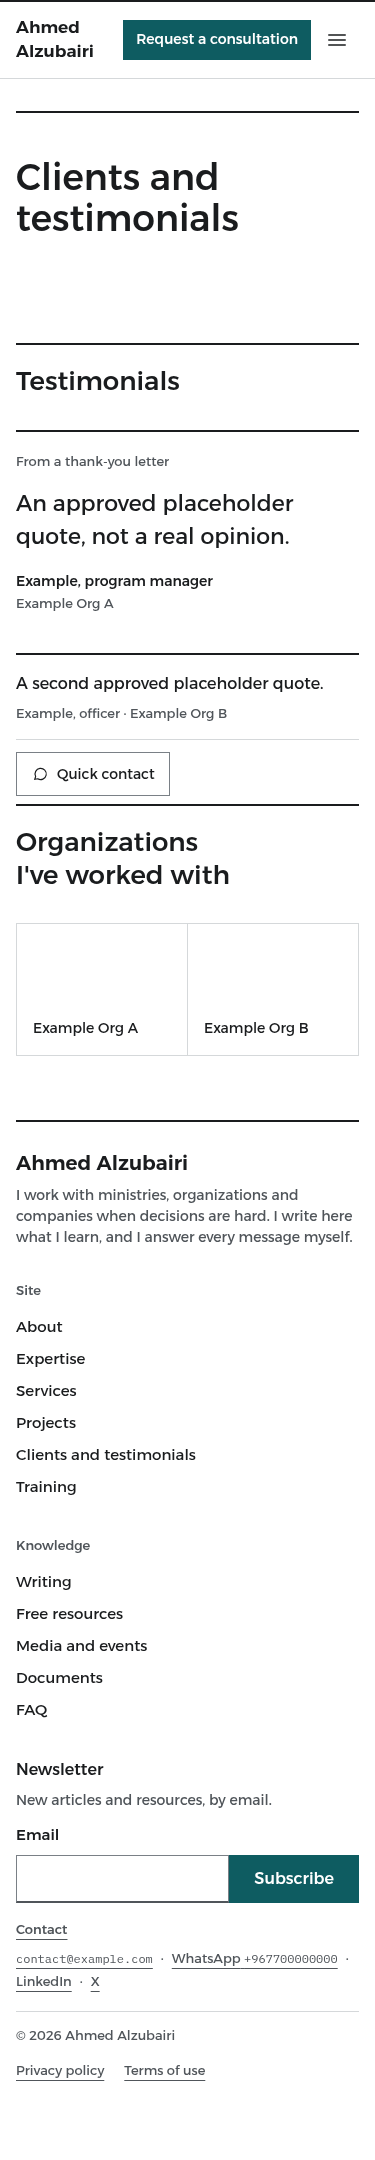 Ahmed
Alzubairi
Request a consultation
Clients and
testimonials
Testimonials
From a thank-you letter
An approved placeholder
quote, not a real opinion.
Example, program manager
Example Org A
A second approved placeholder quote.
Example, officer · Example Org B
Quick contact
Organizations
I've worked with
Example Org A
Example Org B
Ahmed Alzubairi
I work with ministries, organizations and
companies when decisions are hard. I write here
what I learn, and I answer every message myself.
Site
About
Expertise
Services
Projects
Clients and testimonials
Training
Knowledge
Writing
Free resources
Media and events
Documents
FAQ
Newsletter
New articles and resources, by email.
Email
Subscribe
Contact
contact@example.com · WhatsApp +967700000000 ·
LinkedIn · X
© 2026 Ahmed Alzubairi
Privacy policy Terms of use